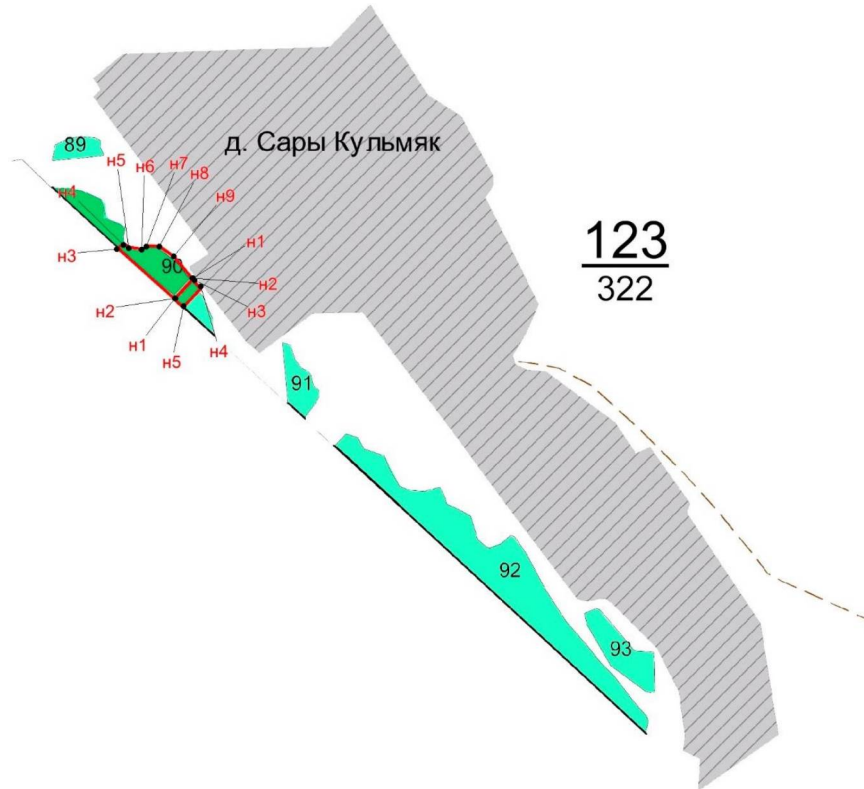 д. Сары Кульмяк
89
н5
н6
н7
н8
н9
н4
н3
90
н1
н2
н3
н2
н1
н5
н4
123
322
91
92
93